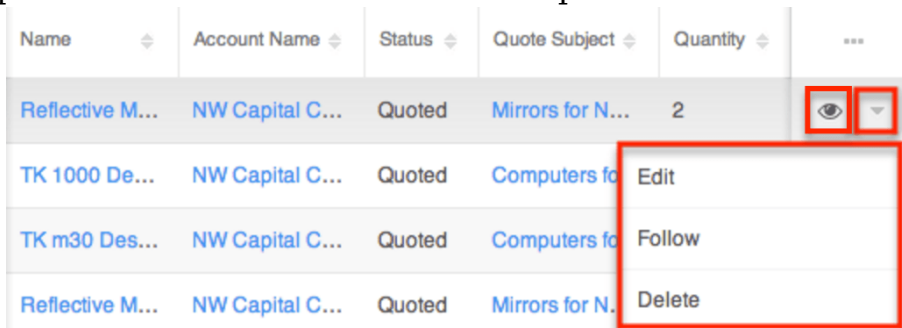 Name Account Name Status Quote Subject Quantity
Reflective M... NW Capital C... Quoted Mirrors for N... 2
TK 1000 De... NW Capital C... Quoted Computers fo
Edit
TK m30 Des... NW Capital C... Quoted Computers fo
Follow
Reflective M... NW Capital C... Quoted Mirrors for N.
Delete